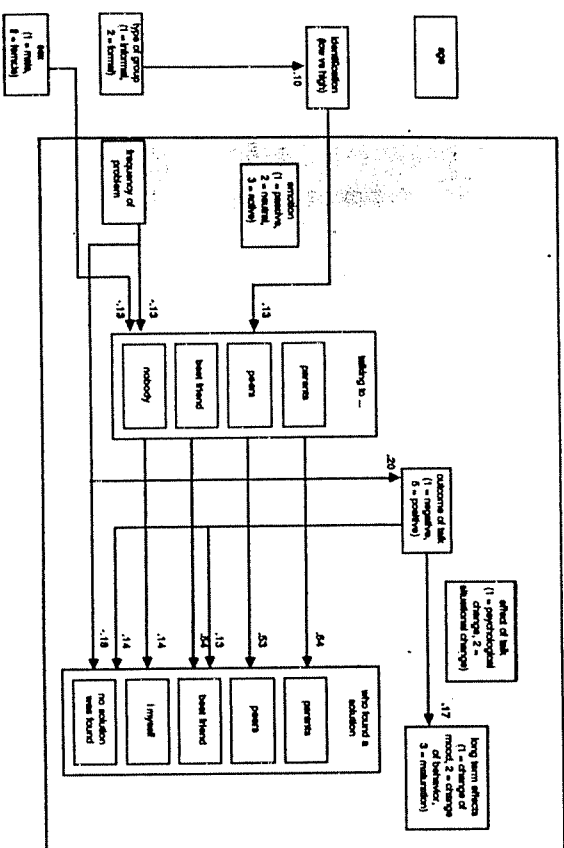 age
identification
(low vs high)
.10
type of group
(1 = informal,
2 = formal)
sex
(1 = male,
2 = female)
emotion
(1 = passive,
2 = neutral,
3 = active)
frequency of
problem
.13
-.13
-.13
talking to ...
parents
peers
best friend
nobody
.20
outcome of talk
(1 = negative,
5 = positive)
effect of talk
(1 = psychological
change, 2 =
situational change)
.17
long term effects
(1 = change of
mood, 2 = change
of behavior,
3 = maturation)
.64
.53
.13
.54
.14
.14
-.18
who found a
solution
parents
peers
best friend
I myself
no solution
was found